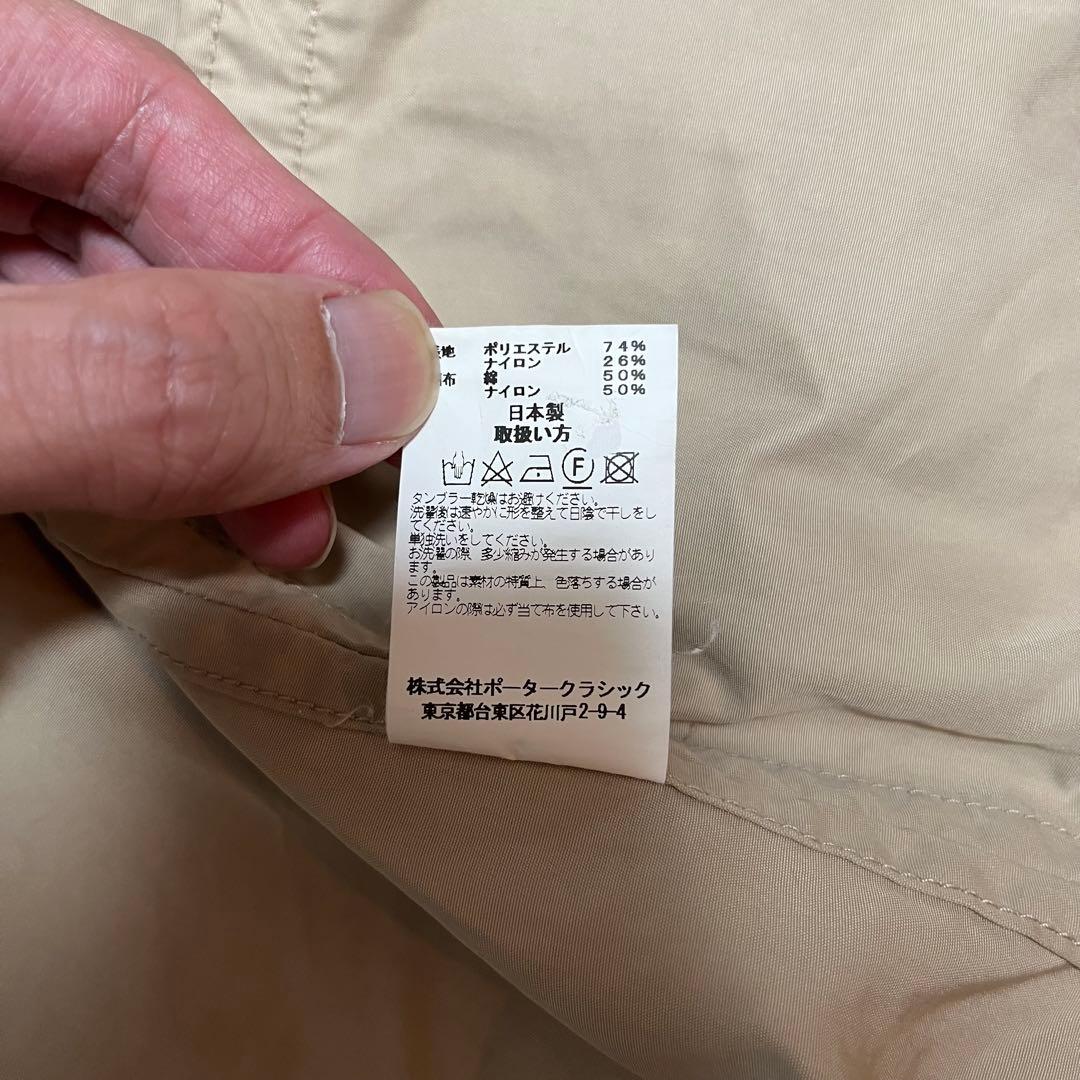 地 ポリエステル 74%
ナイロン 26%
布 綿 50%
ナイロン 50%
日本製
取扱い方
F
タンブラー乾燥はお避けください。
洗濯後は速やかに形を整えて日陰で干しをし
てください。
単独洗いをしてください。
お洗濯の際、多少縮みが発生する場合があり
ます。
この製品は素材の特質上、色落ちする場合が
あります。
アイロンの際は必ず当て布を使用して下さい。
株式会社ポータークラシック
東京都台東区花川戸2-9-4